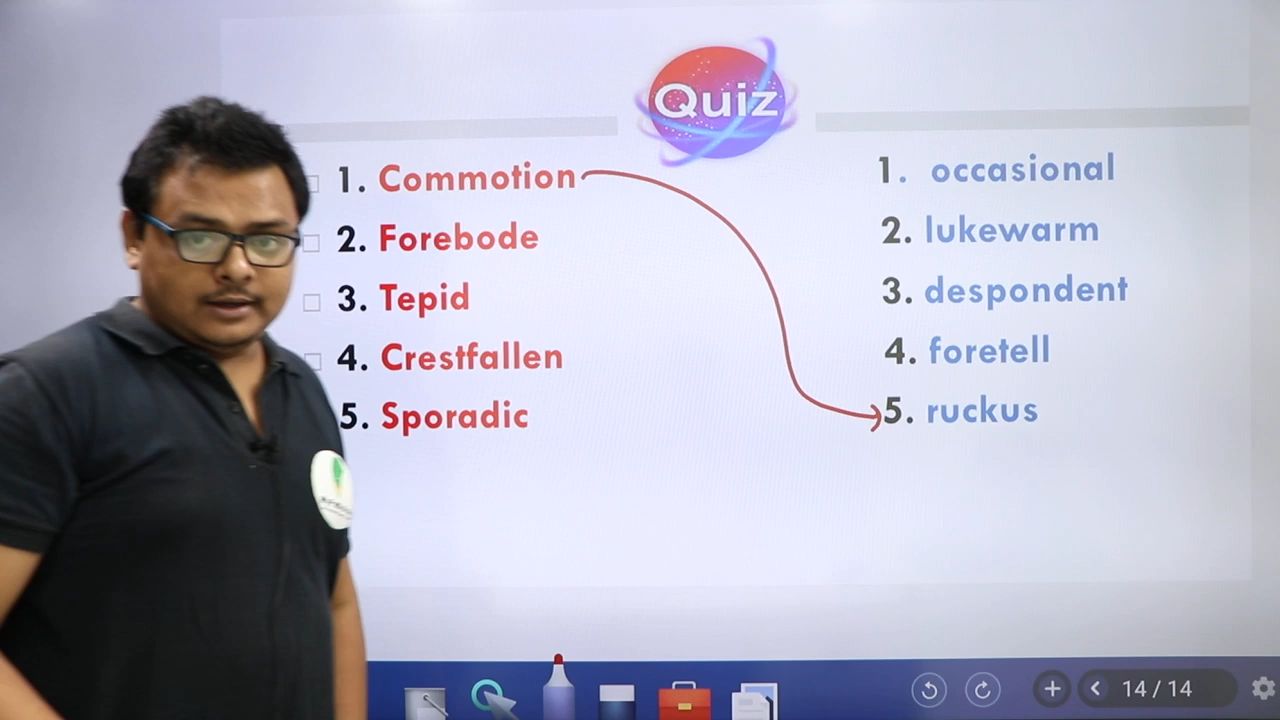 Quiz
1. Commotion
2. Forebode
3. Tepid
4. Crestfallen
5. Sporadic
1. occasional
2. lukewarm
3. despondent
4. foretell
5. ruckus
14 / 14